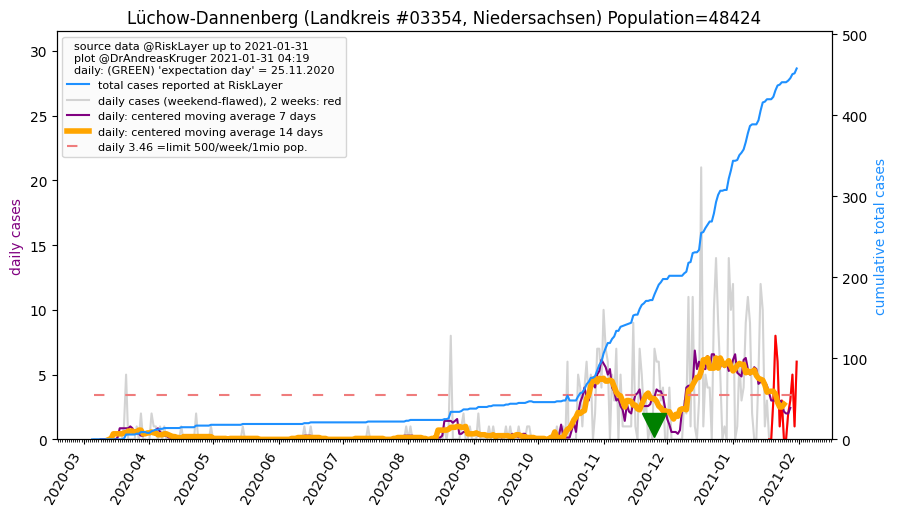 Lüchow-Dannenberg (Landkreis #03354, Niedersachsen) Population=48424
source data @RiskLayer up to 2021-01-31
plot @DrAndreasKruger 2021-01-31 04:19
daily: (GREEN) 'expectation day' = 25.11.2020
total cases reported at RiskLayer
daily cases (weekend-flawed), 2 weeks: red
daily: centered moving average 7 days
daily: centered moving average 14 days
daily 3.46 =limit 500/week/1mio pop.
daily cases
30
25
20
15
10
5
0
cumulative total cases
500
400
300
200
100
0
2020-03
2020-04
2020-05
2020-06
2020-07
2020-08
2020-09
2020-10
2020-11
2020-12
2021-01
2021-02